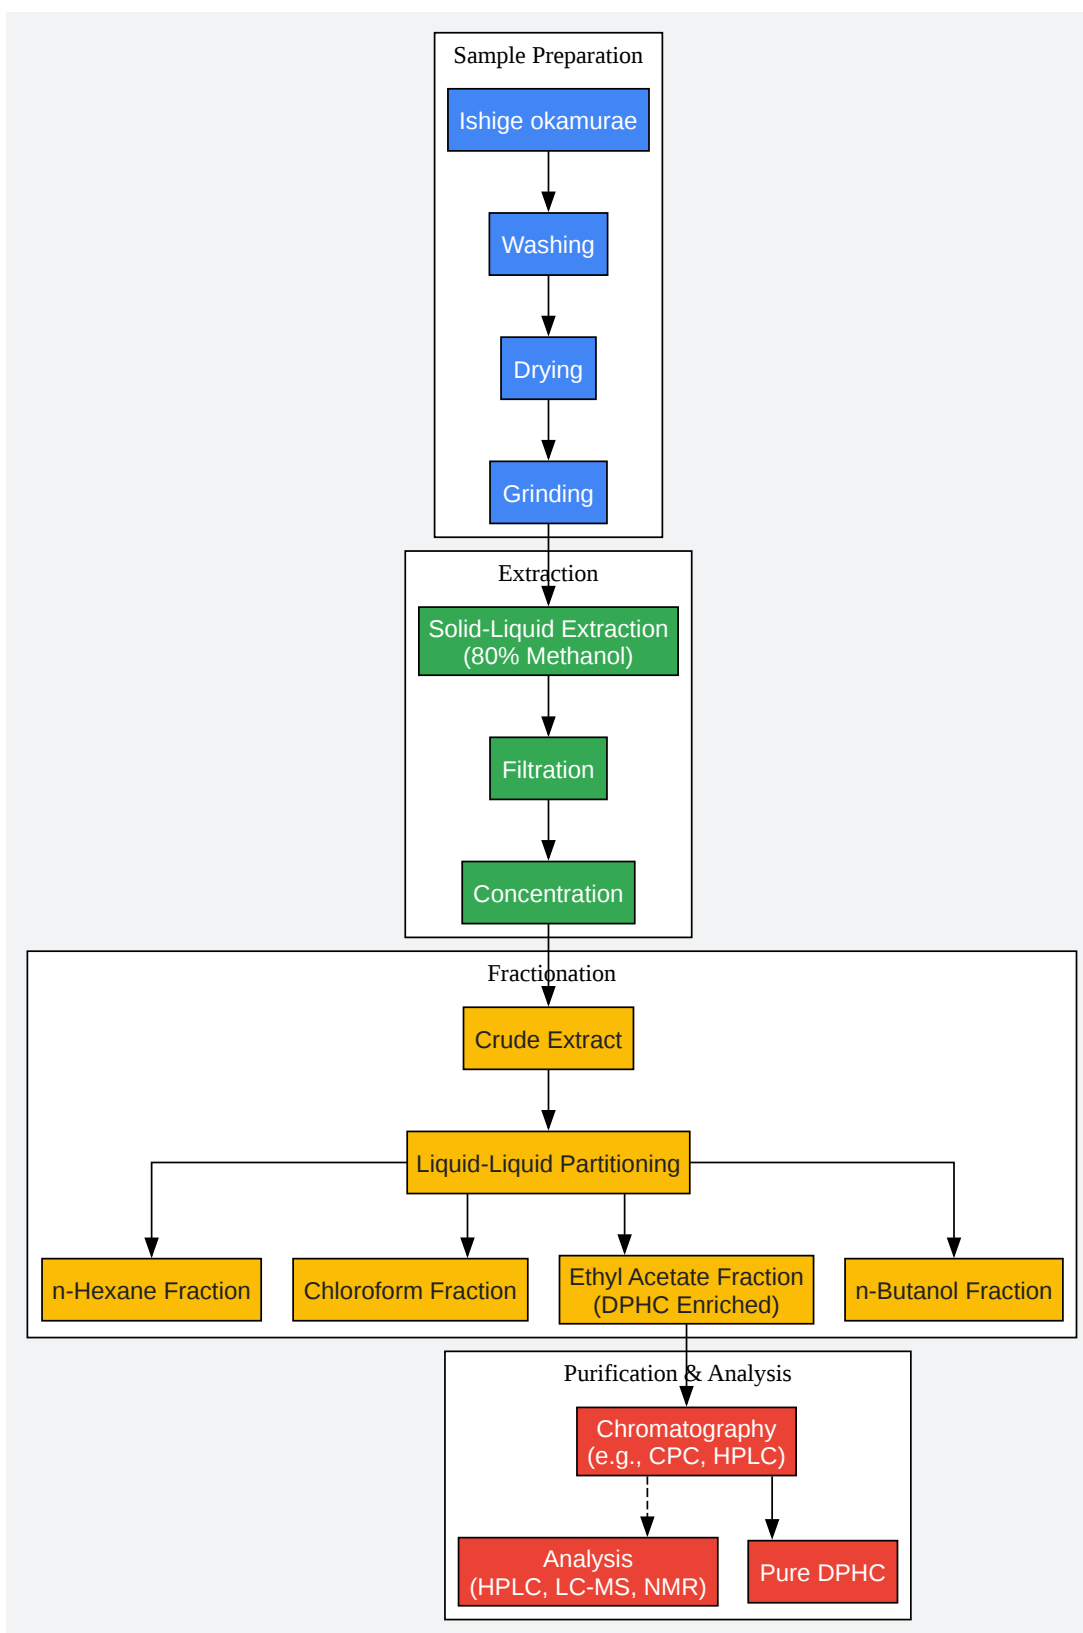 Sample Preparation
Ishige okamurae
Washing
Drying
Grinding
Extraction
Solid-Liquid Extraction
(80% Methanol)
Filtration
Concentration
Fractionation
Crude Extract
Liquid-Liquid Partitioning
n-Hexane Fraction
Chloroform Fraction
Ethyl Acetate Fraction
(DPHC Enriched)
n-Butanol Fraction
Purification & Analysis
Chromatography
(e.g., CPC, HPLC)
Analysis
(HPLC, LC-MS, NMR)
Pure DPHC